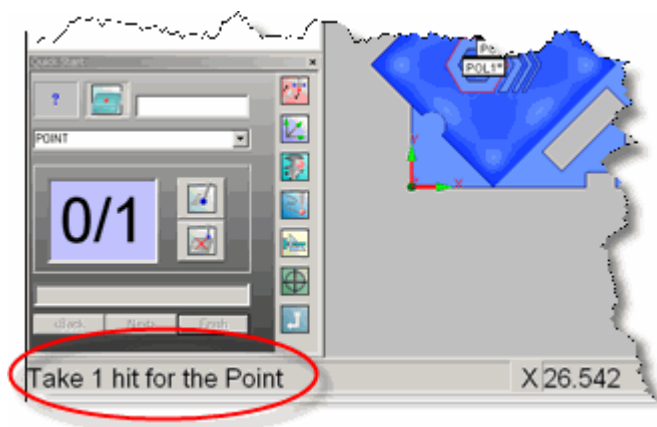 Quick Start
×
?
POINT
0/1
<Back Next> Finish
POL1*
Y
X
Take 1 hit for the Point
X 26.542